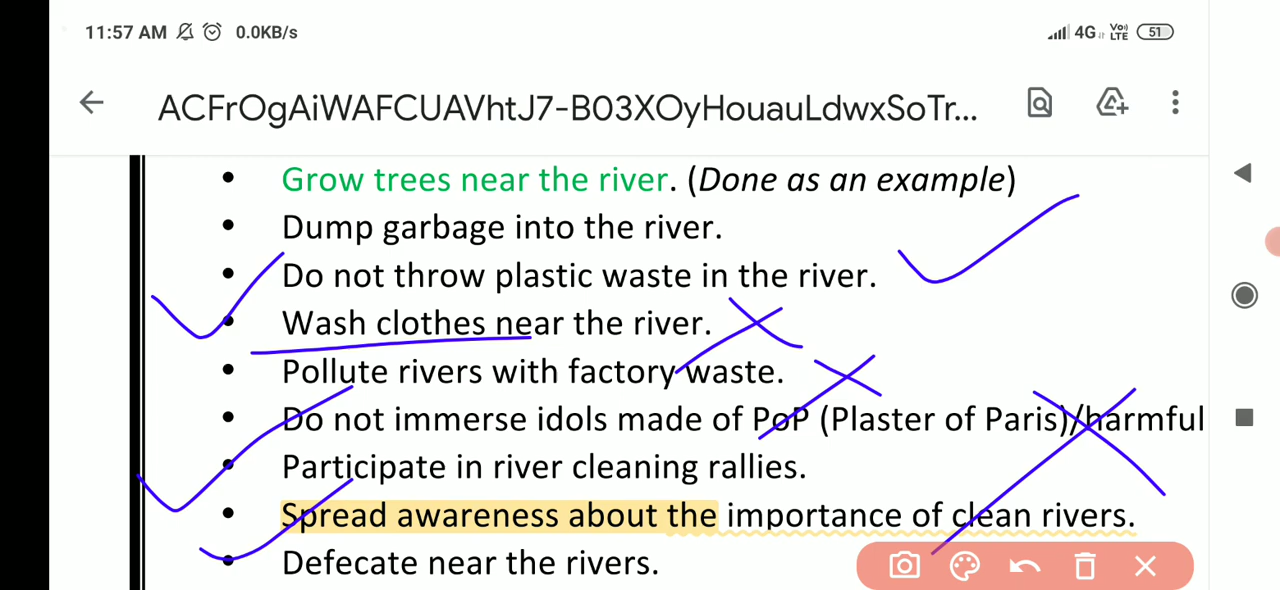 11:57 AM 0.0KB/s 4G Vo) LTE 51
ACFrOgAiWAFCUAVhtJ7-B03XOyHouauLdwxSoTr...
• Grow trees near the river. (Done as an example)
• Dump garbage into the river.
• Do not throw plastic waste in the river.
• Wash clothes near the river.
• Pollute rivers with factory waste.
• Do not immerse idols made of PoP (Plaster of Paris)/harmful
• Participate in river cleaning rallies.
• Spread awareness about the importance of clean rivers.
• Defecate near the rivers.